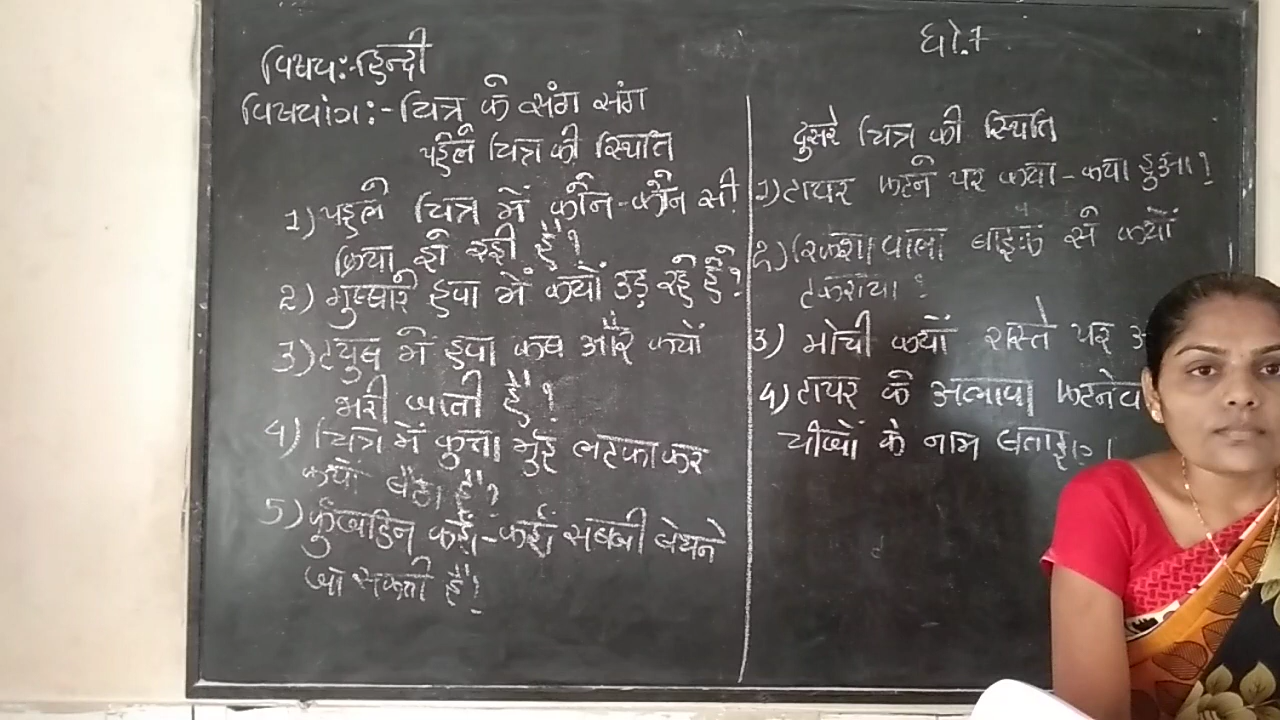 धो.7
विषय:-हिन्दी
विषयांग:-चित्र के संग संग
पहले चित्र की स्थिति
1) पहले चित्र में कौन-कौन सी
क्रिया हो रही है?
2) गुब्बारे हवा में क्यों उड़ रहे है?
3) ट्युब में हवा कब और क्यों
भरी जाती है?
4) चित्र में कुत्ता मुँह लटकाकर
क्यों बैठा है?
5) कुंजडिन कहाँ-कहाँ सबजी बेचने
जा सकती है?
दुसरे चित्र की स्थिति
1) टायर फटने पर क्या-क्या हुआ?
2) रिक्शावाला बाइक से क्यों
टकराया?
3) मोची क्यों रास्ते पर
4) टायर के अलावा फटनेव
चीजों के नाम बताइए।